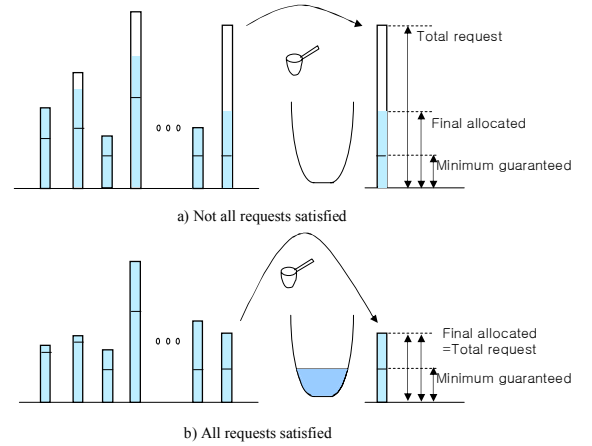 Total request
Final allocated
Minimum guaranteed
a) Not all requests satisfied
Final allocated
=Total request
Minimum guaranteed
b) All requests satisfied